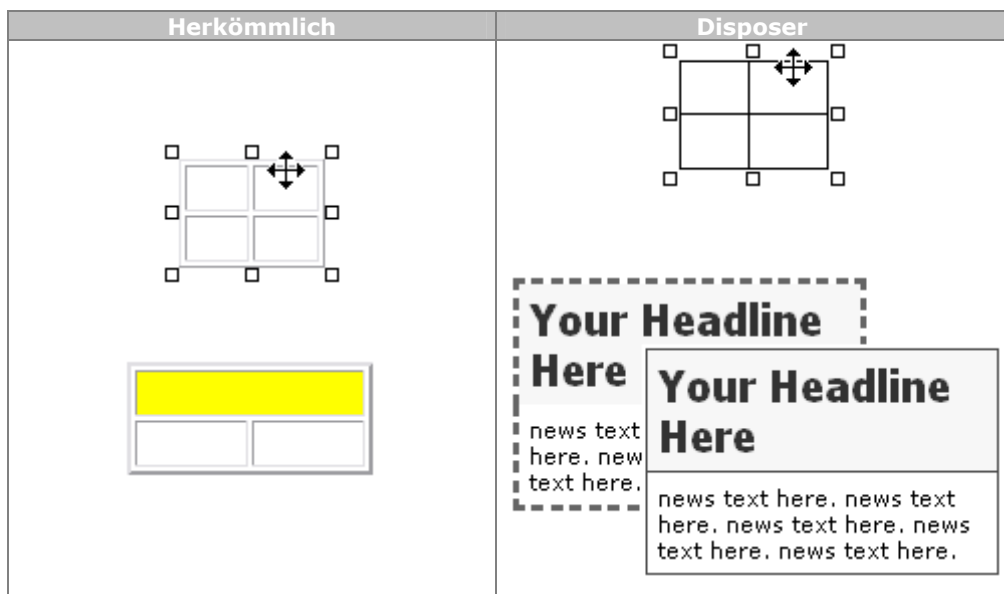 Herkömmlich
Disposer
Your Headline
Here
news text
here. new
text here.
Your Headline
Here
news text here. news text
here. news text here. news
text here. news text here.